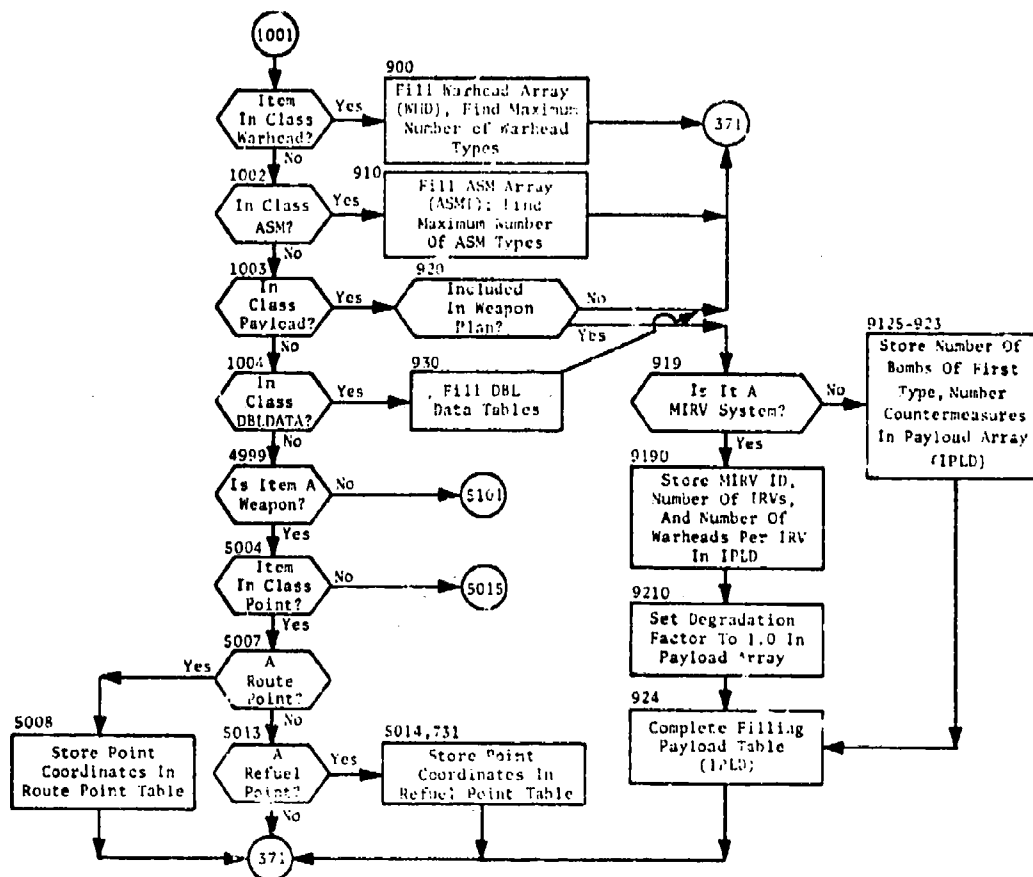 1001
Item
In Class
Warhead?
Yes
No
900
Fill Warhead Array
(WHD), Find Maximum
Number of Warhead
Types
371
1002
In Class
ASM?
Yes
No
910
Fill ASM Array
(ASMT); Find
Maximum Number
Of ASM Types
1003
In
Class
Payload?
Yes
No
920
Included
In Weapon
Plan?
No
Yes
1004
In
Class
DBLDATA?
Yes
No
930
Fill DBL
Data Tables
919
Is It A
MIRV System?
No
Yes
9125-923
Store Number Of
Bombs Of First
Type, Number
Countermeasures
In Payload Array
(IPLD)
4999
Is Item A
Weapon?
No
Yes
5101
9190
Store MIRV ID,
Number Of IRVs,
And Number Of
Warheads Per IRV
In IPLD
5004
Item
In Class
Point?
No
Yes
5015
9210
Set Degradation
Factor To 1.0 In
Payload Array
5007
A
Route
Point?
Yes
No
5008
Store Point
Coordinates In
Route Point Table
5013
A
Refuel
Point?
Yes
No
5014,731
Store Point
Coordinates In
Refuel Point Table
924
Complete Filling
Payload Table
(IPLD)
371